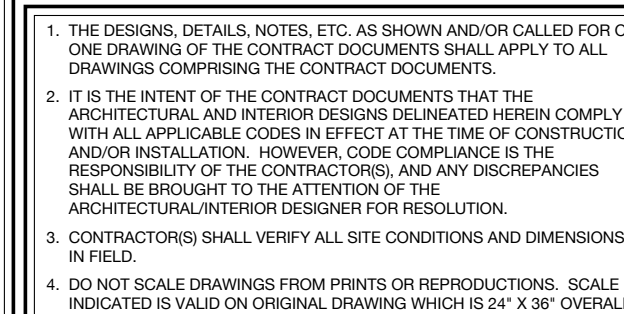 1. THE DESIGNS, DETAILS, NOTES, ETC. AS SHOWN AND/OR CALLED FOR
ONE DRAWING OF THE CONTRACT DOCUMENTS SHALL APPLY TO ALL
DRAWINGS COMPRISING THE CONTRACT DOCUMENTS.
2. IT IS THE INTENT OF THE CONTRACT DOCUMENTS THAT THE
ARCHITECTURAL AND INTERIOR DESIGNS DELINEATED HEREIN COMPLY
WITH ALL APPLICABLE CODES IN EFFECT AT THE TIME OF CONSTRUCTIO
AND/OR INSTALLATION. HOWEVER, CODE COMPLIANCE IS THE
RESPONSIBILITY OF THE CONTRACTOR(S), AND ANY DISCREPANCIES
SHALL BE BROUGHT TO THE ATTENTION OF THE
ARCHITECTURAL/INTERIOR DESIGNER FOR RESOLUTION.
3. CONTRACTOR(S) SHALL VERIFY ALL SITE CONDITIONS AND DIMENSIONS
IN FIELD.
4. DO NOT SCALE DRAWINGS FROM PRINTS OR REPRODUCTIONS. SCALE
INDICATED IS VALID ON ORIGINAL DRAWING WHICH IS 24" X 36" OVERALL